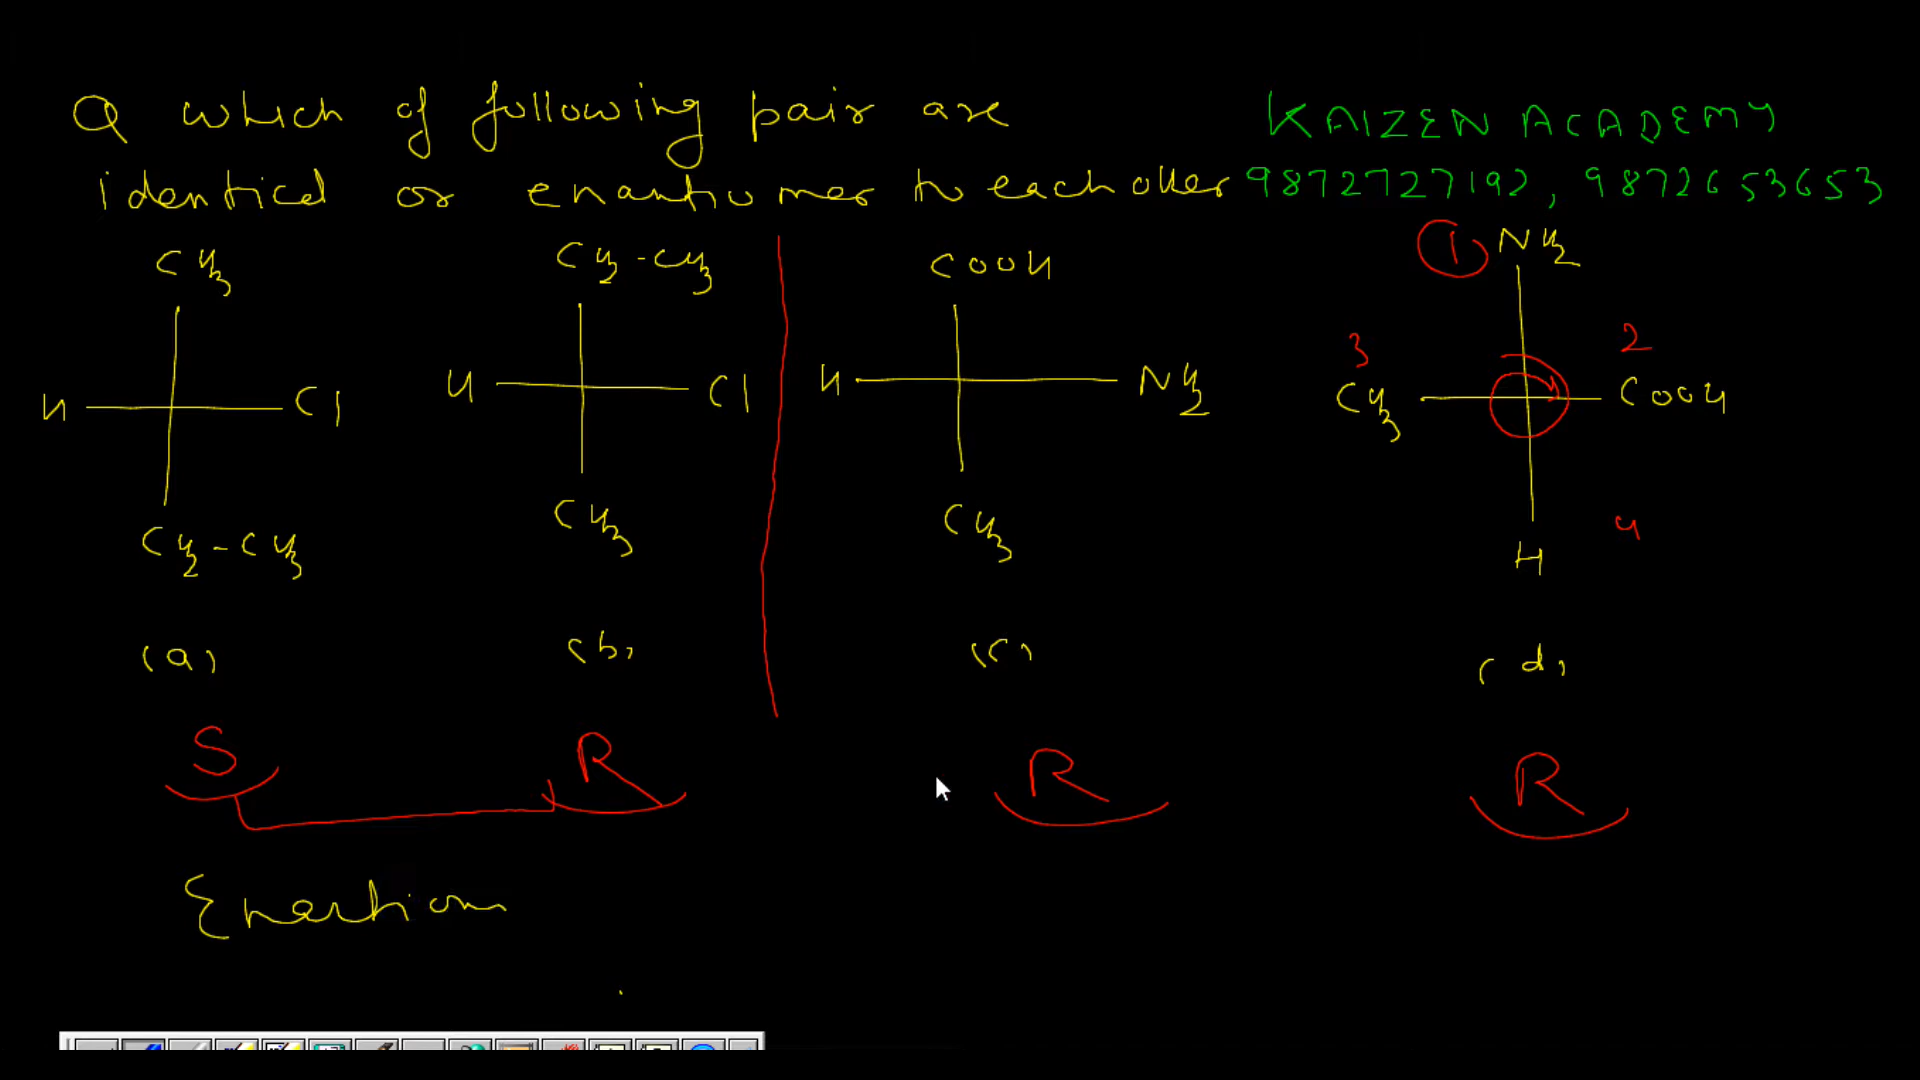 Q which of following pair are
identical or enantiomer to each other
KAIZEN ACADEMY
9872727192, 9872653653
CH3
H
Cl
CH2-CH3
(a)
S
CH2-CH3
H
Cl
CH3
(b)
R
COOH
H
NH2
CH3
(c)
R
1
NH2
3
CH3
2
COOH
4
H
(d)
R
Enantiom